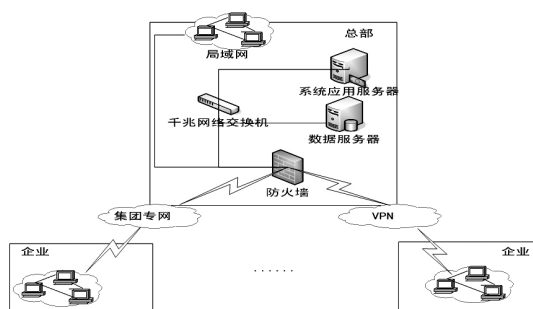 总部
局域网
系统应用服务器
千兆网络交换机
数据服务器
防火墙
集团专网
VPN
企业
企业
......